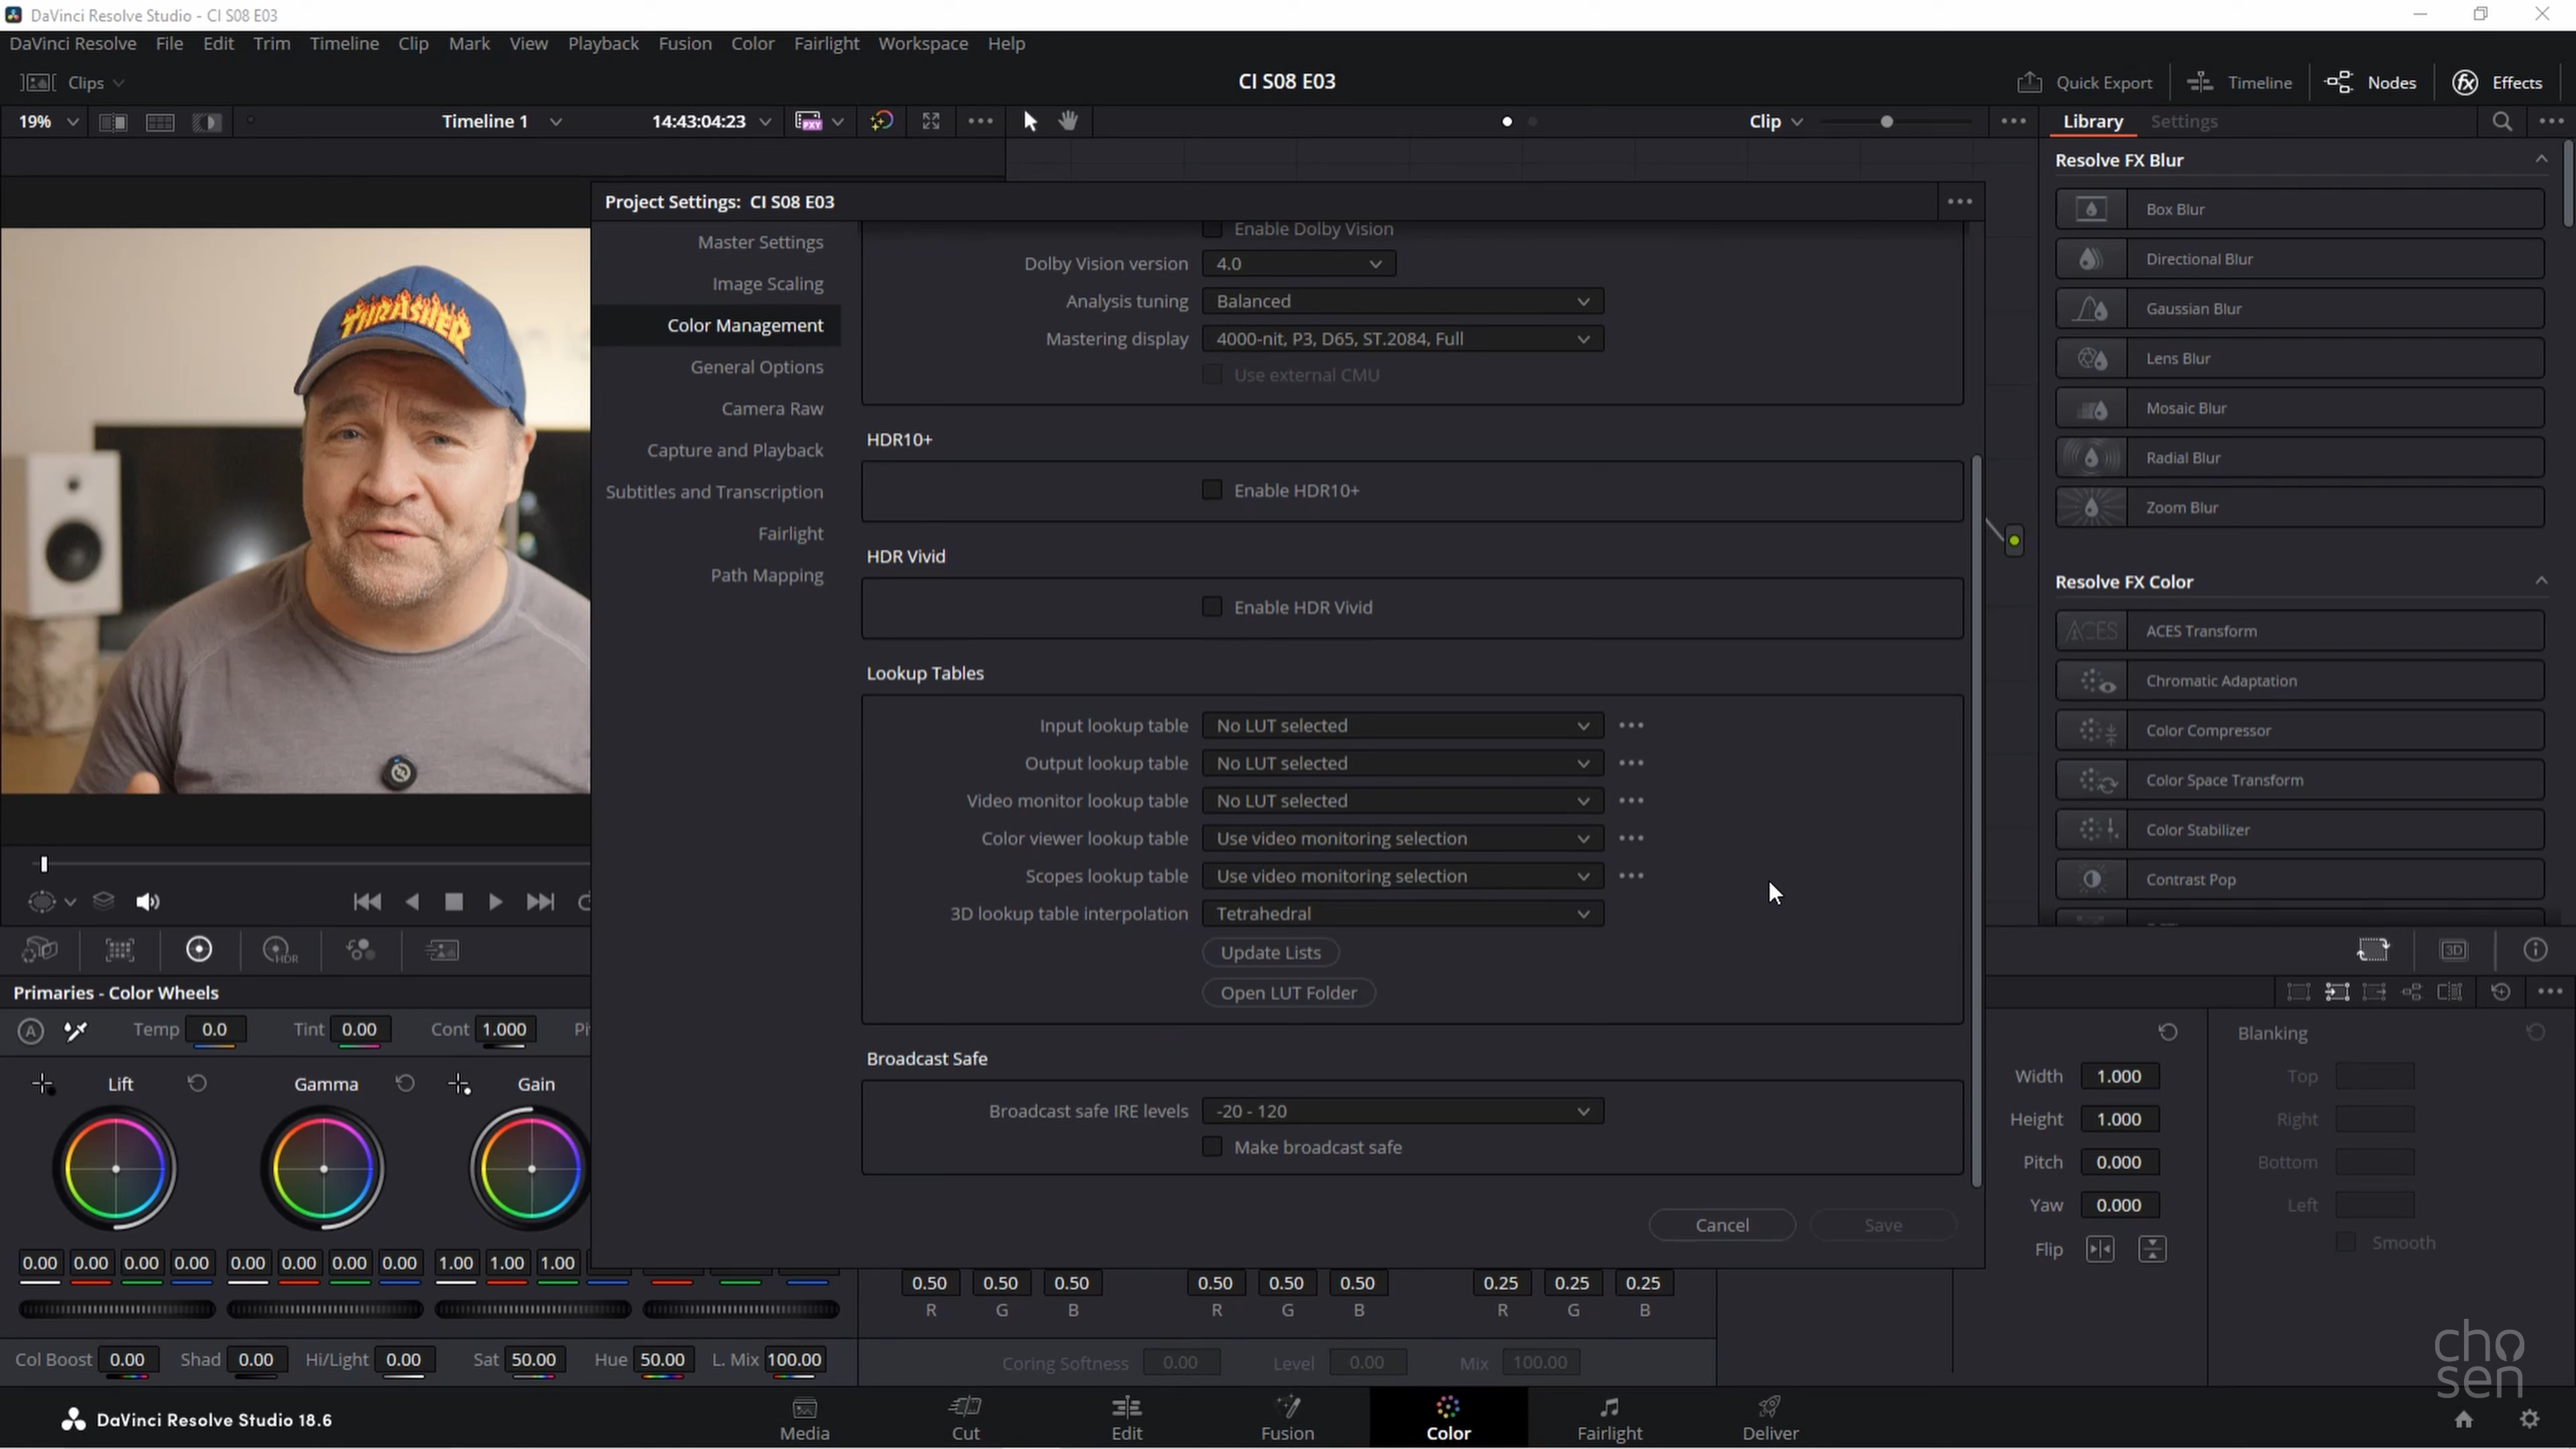 DaVinci Resolve Studio - CI S08 E03
DaVinci Resolve File Edit Trim Timeline Clip Mark View Playback Fusion Color Fairlight Workspace Help
Clips CI S08 E03 Quick Export Timeline Nodes Effects
19% Timeline 1 14:43:04:23 PXY Clip Library Settings
Resolve FX Blur
Box Blur
Directional Blur
Gaussian Blur
Lens Blur
Mosaic Blur
Radial Blur
Zoom Blur
Resolve FX Color
ACES ACES Transform
Chromatic Adaptation
Color Compressor
Color Space Transform
Color Stabilizer
Contrast Pop
THRASHER
Project Settings: CI S08 E03
Master Settings
Image Scaling
Color Management
General Options
Camera Raw
Capture and Playback
Subtitles and Transcription
Fairlight
Path Mapping
Enable Dolby Vision
Dolby Vision version 4.0
Analysis tuning Balanced
Mastering display 4000-nit, P3, D65, ST.2084, Full
Use external CMU
HDR10+
Enable HDR10+
HDR Vivid
Enable HDR Vivid
Lookup Tables
Input lookup table No LUT selected
Output lookup table No LUT selected
Video monitor lookup table No LUT selected
Color viewer lookup table Use video monitoring selection
Scopes lookup table Use video monitoring selection
3D lookup table interpolation Tetrahedral
Update Lists
Open LUT Folder
Broadcast Safe
Broadcast safe IRE levels -20 - 120
Make broadcast safe
Cancel Save
HDR
3D
Primaries - Color Wheels
A Temp 0.0 Tint 0.00 Cont 1.000
Lift Gamma Gain
0.00 0.00 0.00 0.00 0.00 0.00 0.00 0.00 1.00 1.00 1.00
0.50 0.50 0.50 0.50 0.50 0.50 0.25 0.25 0.25
R G B R G B R G B
Col Boost 0.00 Shad 0.00 Hi/Light 0.00 Sat 50.00 Hue 50.00 L. Mix 100.00
Coring Softness 0.00 Level 0.00 Mix 100.00
Width 1.000
Height 1.000
Pitch 0.000
Yaw 0.000
Flip
Blanking
Top
Right
Bottom
Left
Smooth
cho
sen
DaVinci Resolve Studio 18.6
Media Cut Edit Fusion Color Fairlight Deliver